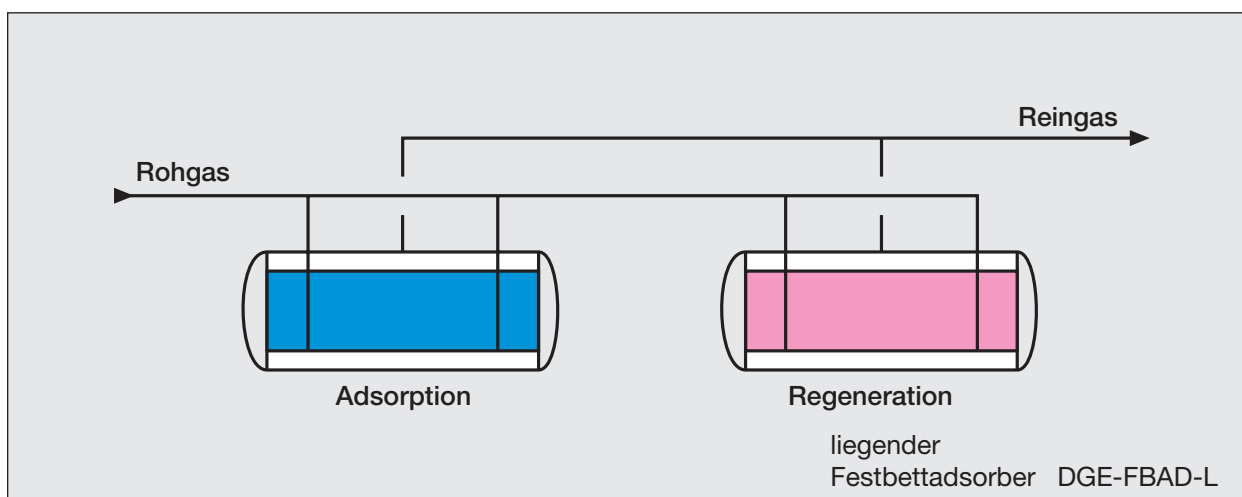 Reingas
Rohgas
Adsorption
Regeneration
liegender
Festbettadsorber DGE-FBAD-L